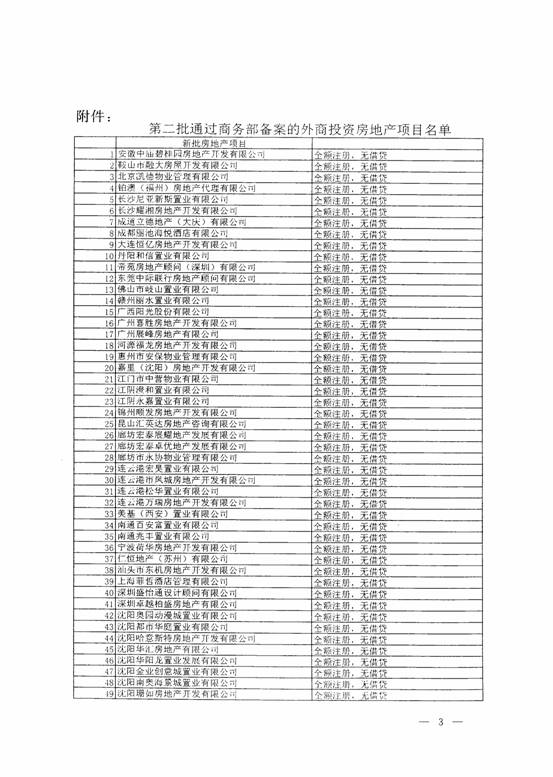 附件：
第二批通过商务部备案的外商投资房地产项目名单
新批房地产项目
1 安徽中庙碧桂园房地产开发有限公司 全额注册，无借贷
2 鞍山市融大房屋开发有限公司 全额注册，无借贷
3 北京凯德物业管理有限公司 全额注册，无借贷
4 铂澳（福州）房地产代理有限公司 全额注册，无借贷
5 长沙尼亚新斯置业有限公司 全额注册，无借贷
6 长沙耀湘房地产开发有限公司 全额注册，无借贷
7 成道立德地产（大庆）有限公司 全额注册，无借贷
8 成都丽池海悦酒店有限公司 全额注册，无借贷
9 大连恒亿房地产开发有限公司 全额注册，无借贷
10 丹阳和信置业有限公司 全额注册，无借贷
11 帝苑房地产顾问（深圳）有限公司 全额注册，无借贷
12 东莞中际联行房地产顾问有限公司 全额注册，无借贷
13 佛山市岐山置业有限公司 全额注册，无借贷
14 赣州丽水置业有限公司 全额注册，无借贷
15 广西阳光股份有限公司 全额注册，无借贷
16 广州喜胜房地产开发有限公司 全额注册，无借贷
17 广州展峰房地产有限公司 全额注册，无借贷
18 河源福龙房地产开发有限公司 全额注册，无借贷
19 惠州市安保物业管理有限公司 全额注册，无借贷
20 嘉里（沈阳）房地产开发有限公司 全额注册，无借贷
21 江门市中营物业有限公司 全额注册，无借贷
22 江阴澄和置业有限公司 全额注册，无借贷
23 江阴永嘉置业有限公司 全额注册，无借贷
24 锦州顺发房地产开发有限公司 全额注册，无借贷
25 昆山汇英达房地产咨询有限公司 全额注册，无借贷
26 廊坊宏泰宸耀地产发展有限公司 全额注册，无借贷
27 廊坊宏泰卓优地产发展有限公司 全额注册，无借贷
28 廊坊市永协物业管理有限公司 全额注册，无借贷
29 连云港宏昊置业有限公司 全额注册，无借贷
30 连云港市凤城房地产开发有限公司 全额注册，无借贷
31 连云港松华置业有限公司 全额注册，无借贷
32 连云港万瑞房地产开发有限公司 全额注册，无借贷
33 美基（西安）置业有限公司 全额注册，无借贷
34 南通百安富置业有限公司 全额注册，无借贷
35 南通兆丰置业有限公司 全额注册，无借贷
36 宁波荷华房地产开发有限公司 全额注册，无借贷
37 仁恒地产（苏州）有限公司 全额注册，无借贷
38 汕头市东机房地产开发有限公司 全额注册，无借贷
39 上海菲哲酒店管理有限公司 全额注册，无借贷
40 深圳盛怡通设计顾问有限公司 全额注册，无借贷
41 深圳卓越柏盛房地产有限公司 全额注册，无借贷
42 沈阳奥园动漫城置业有限公司 全额注册，无借贷
43 沈阳都市华庭置业有限公司 全额注册，无借贷
44 沈阳哈意斯特房地产开发有限公司 全额注册，无借贷
45 沈阳华汇房地产有限公司 全额注册，无借贷
46 沈阳华阳龙置业发展有限公司 全额注册，无借贷
47 沈阳企业创意城置业有限公司 全额注册，无借贷
48 沈阳南奥海景城置业有限公司 全额注册，无借贷
49 沈阳珊如房地产开发有限公司 全额注册，无借贷
— 3 —